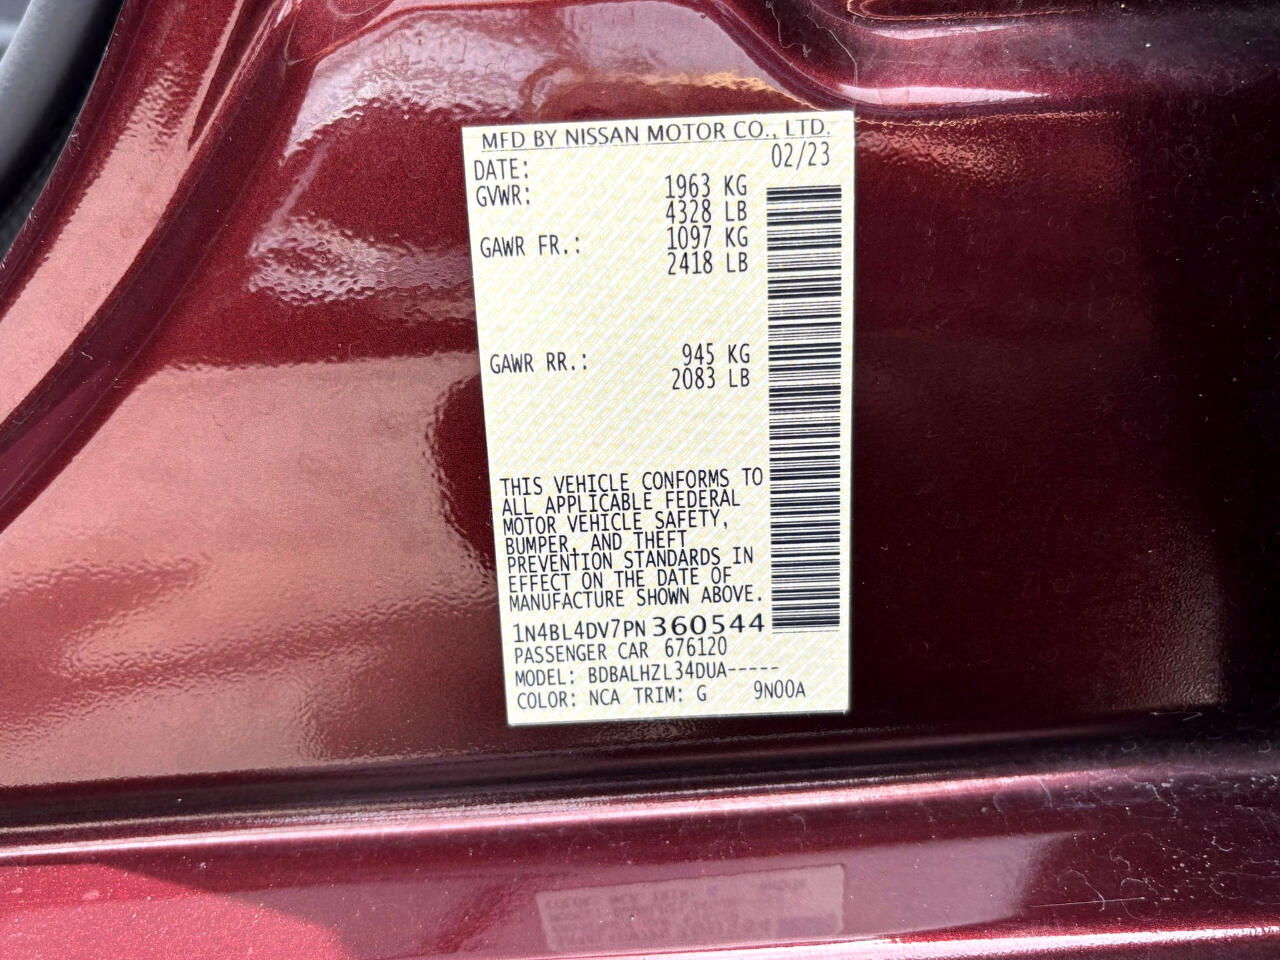 MFD BY NISSAN MOTOR CO., LTD.
DATE: 02/23
GVWR: 1963 KG
4328 LB
GAWR FR.: 1097 KG
2418 LB
GAWR RR.: 945 KG
2083 LB
THIS VEHICLE CONFORMS TO
ALL APPLICABLE FEDERAL
MOTOR VEHICLE SAFETY,
BUMPER, AND THEFT
PREVENTION STANDARDS IN
EFFECT ON THE DATE OF
MANUFACTURE SHOWN ABOVE.
1N4BL4DV7PN360544
PASSENGER CAR 676120
MODEL: BDBALHZL34DUA-----
COLOR: NCA TRIM: G 9N00A